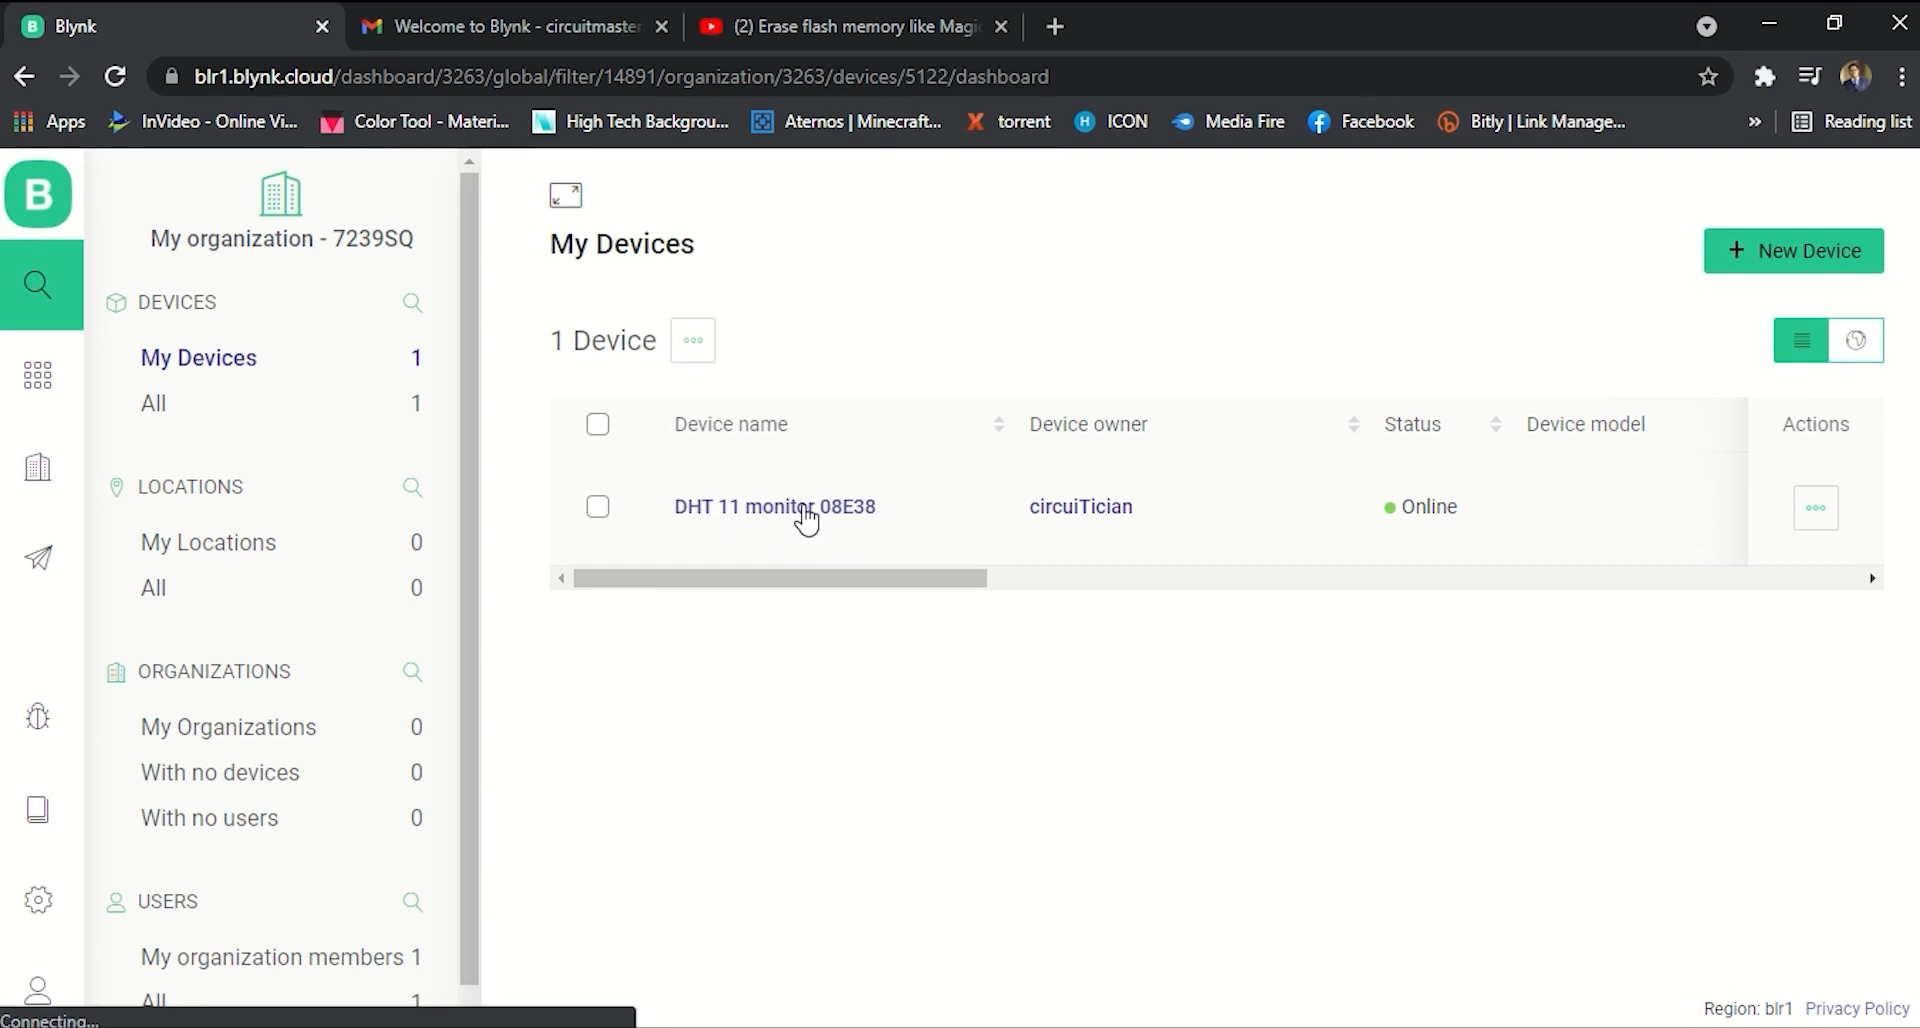 Blynk
Welcome to Blynk - circuitmaster
(2) Erase flash memory like Magi
blr1.blynk.cloud/dashboard/3263/global/filter/14891/organization/3263/devices/5122/dashboard
Apps
InVideo - Online Vi...
Color Tool - Materi...
High Tech Backgrou...
Aternos | Minecraft...
torrent
ICON
Media Fire
Facebook
Bitly | Link Manage...
»
Reading list
B
My organization - 7239SQ
DEVICES
My Devices 1
All 1
LOCATIONS
My Locations 0
All 0
ORGANIZATIONS
My Organizations 0
With no devices 0
With no users 0
USERS
My organization members 1
All 1
My Devices
+ New Device
1 Device
Device name Device owner Status Device model Actions
DHT 11 monitor 08E38 circuiTician Online
Region: blr1 Privacy Policy
Connecting...